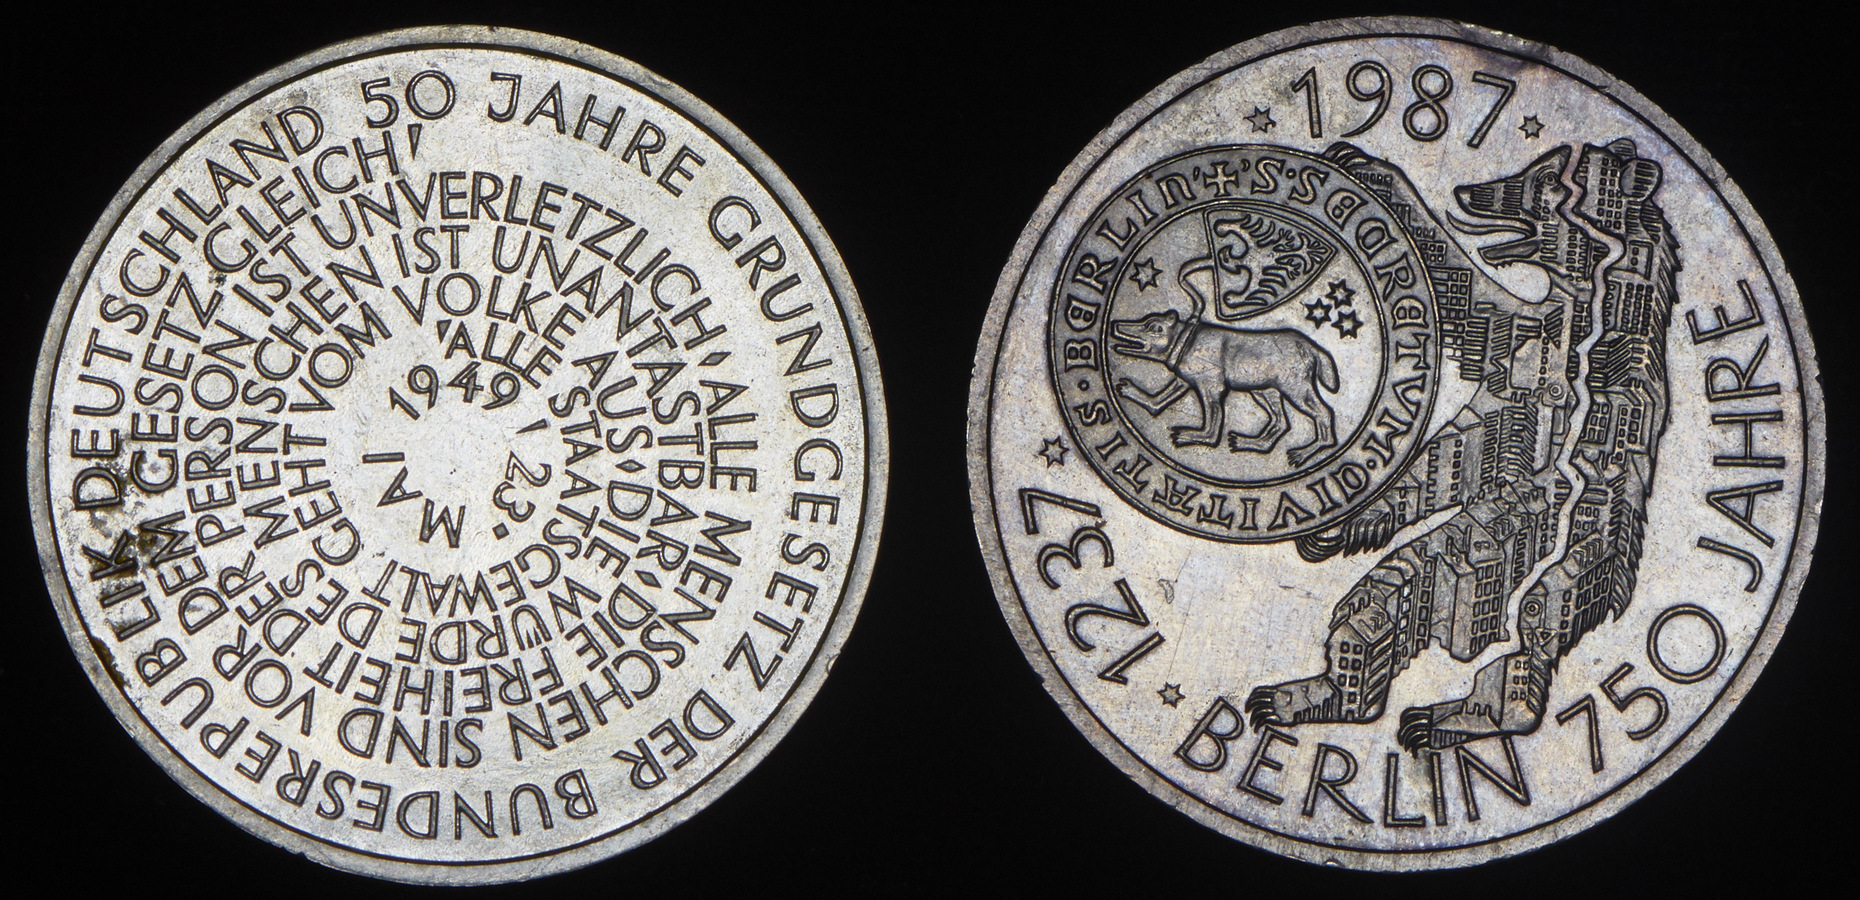 50 JAHRE GRUNDGESETZ DER BUNDESREPUBLIK DEUTSCHLAND
'ALLE STAATSGEWALT GEHT VOM VOLKE AUS·DIE WÜRDE DES MENSCHEN IST UNANTASTBAR·DIE FREIHEIT DER PERSON IST UNVERLETZLICH·ALLE MENSCHEN SIND VOR DEM GESETZ GLEICH'
23. MAI 1949
1237 * 1987
BERLIN 750 JAHRE
+ S·SECRETVM·CIVITATIS·BERLIN